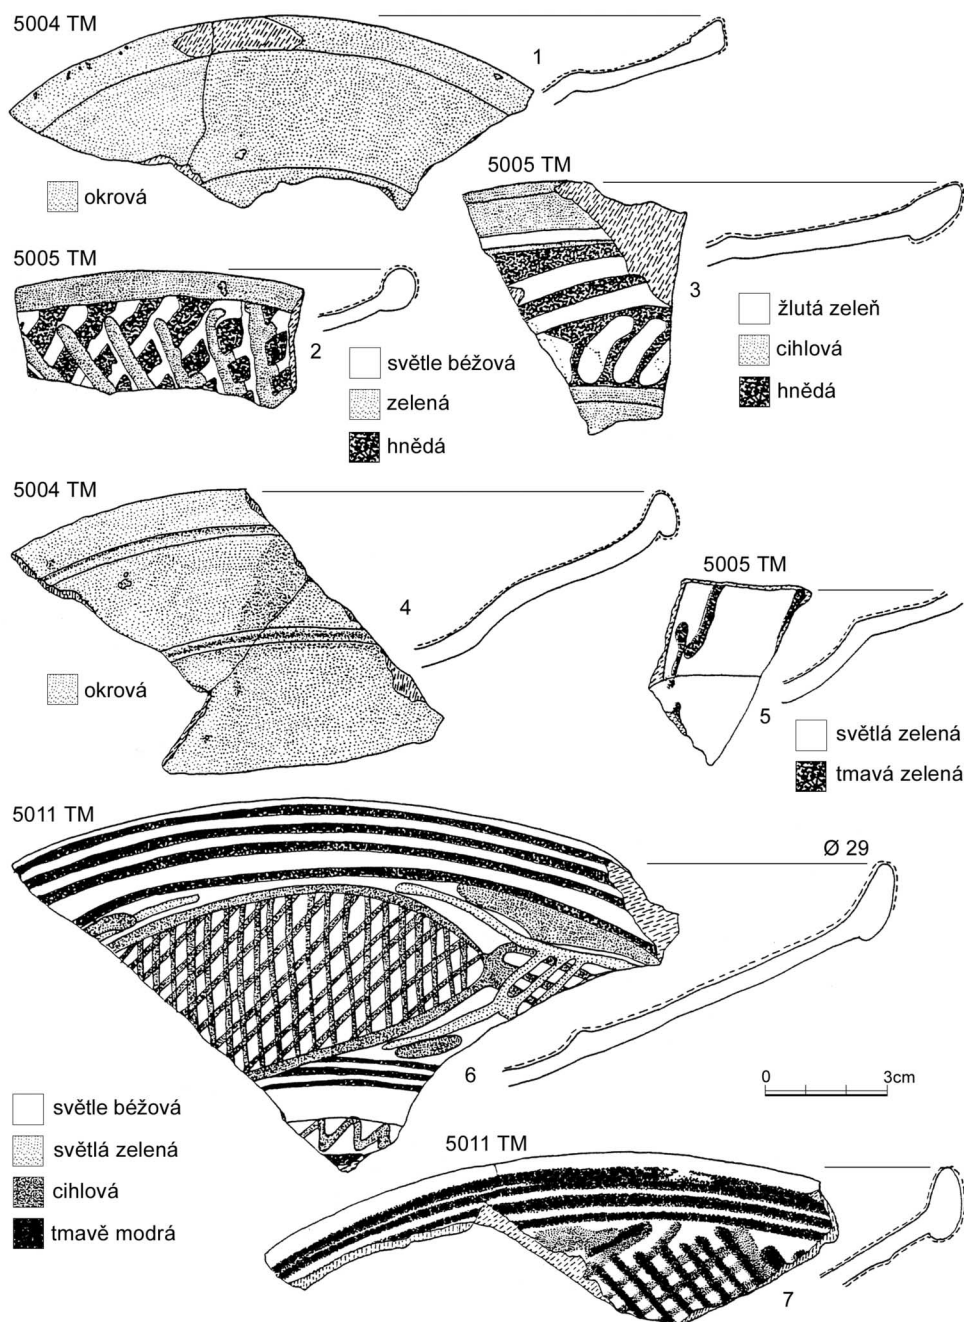 5004 TM
1
okrová
5005 TM
3
žlutá zeleň
cihlová
hnědá
5005 TM
2
světle béžová
zelená
hnědá
5004 TM
4
okrová
5005 TM
5
světlá zelená
tmavá zelená
5011 TM
Ø 29
6
světle béžová
světlá zelená
cihlová
tmavě modrá
0 3cm
5011 TM
7